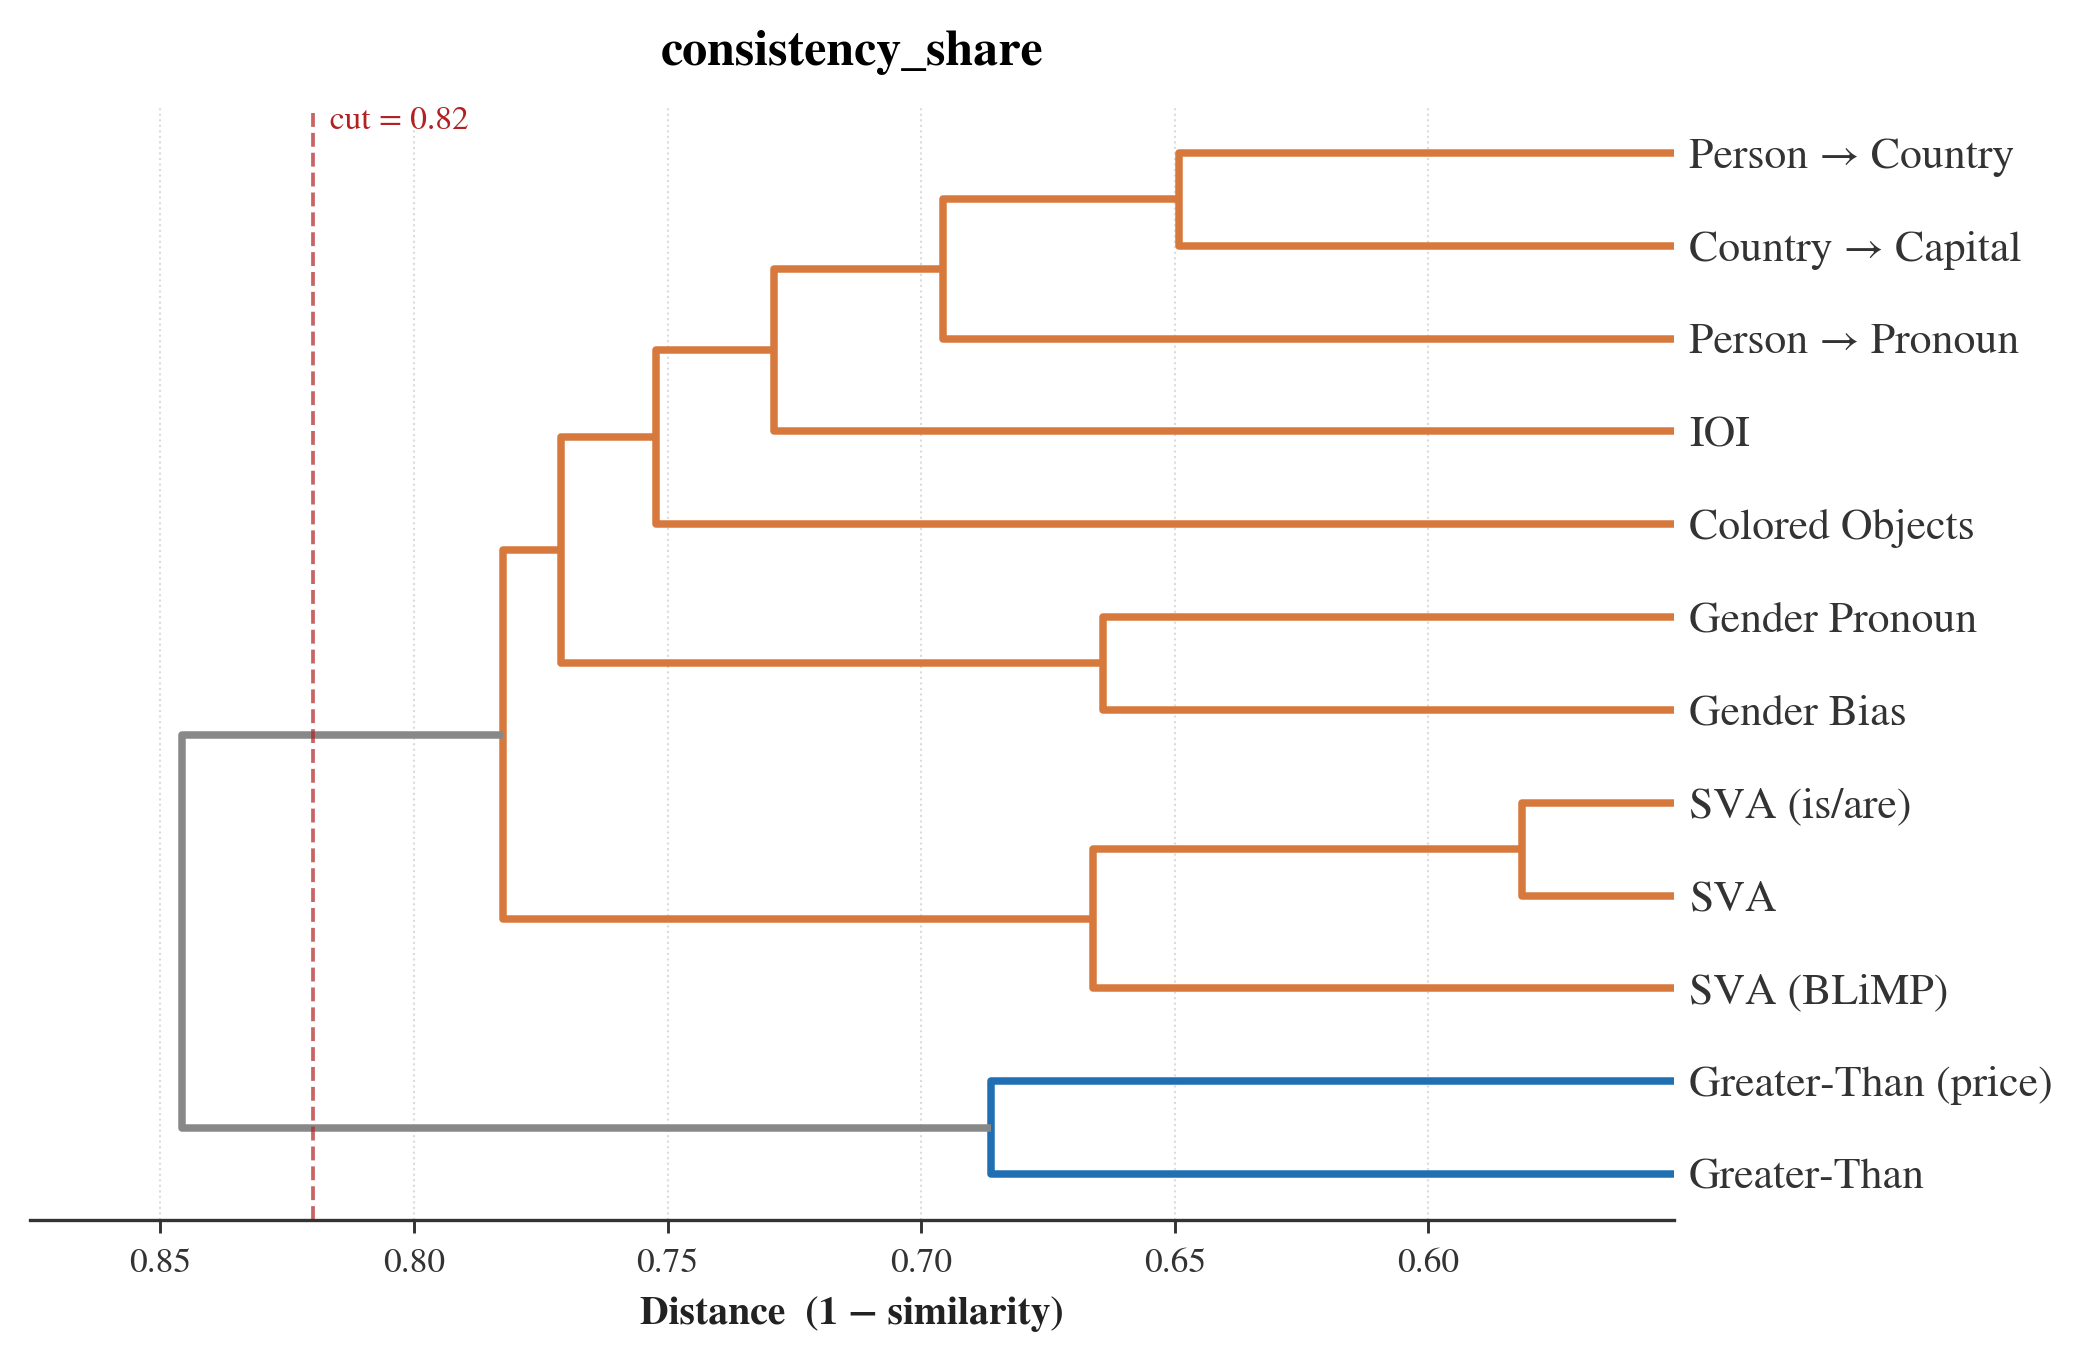 consistency_share
cut = 0.82
Person → Country
Country → Capital
Person → Pronoun
IOI
Colored Objects
Gender Pronoun
Gender Bias
SVA (is/are)
SVA
SVA (BLiMP)
Greater-Than (price)
Greater-Than
0.85 0.80 0.75 0.70 0.65 0.60
Distance (1 − similarity)